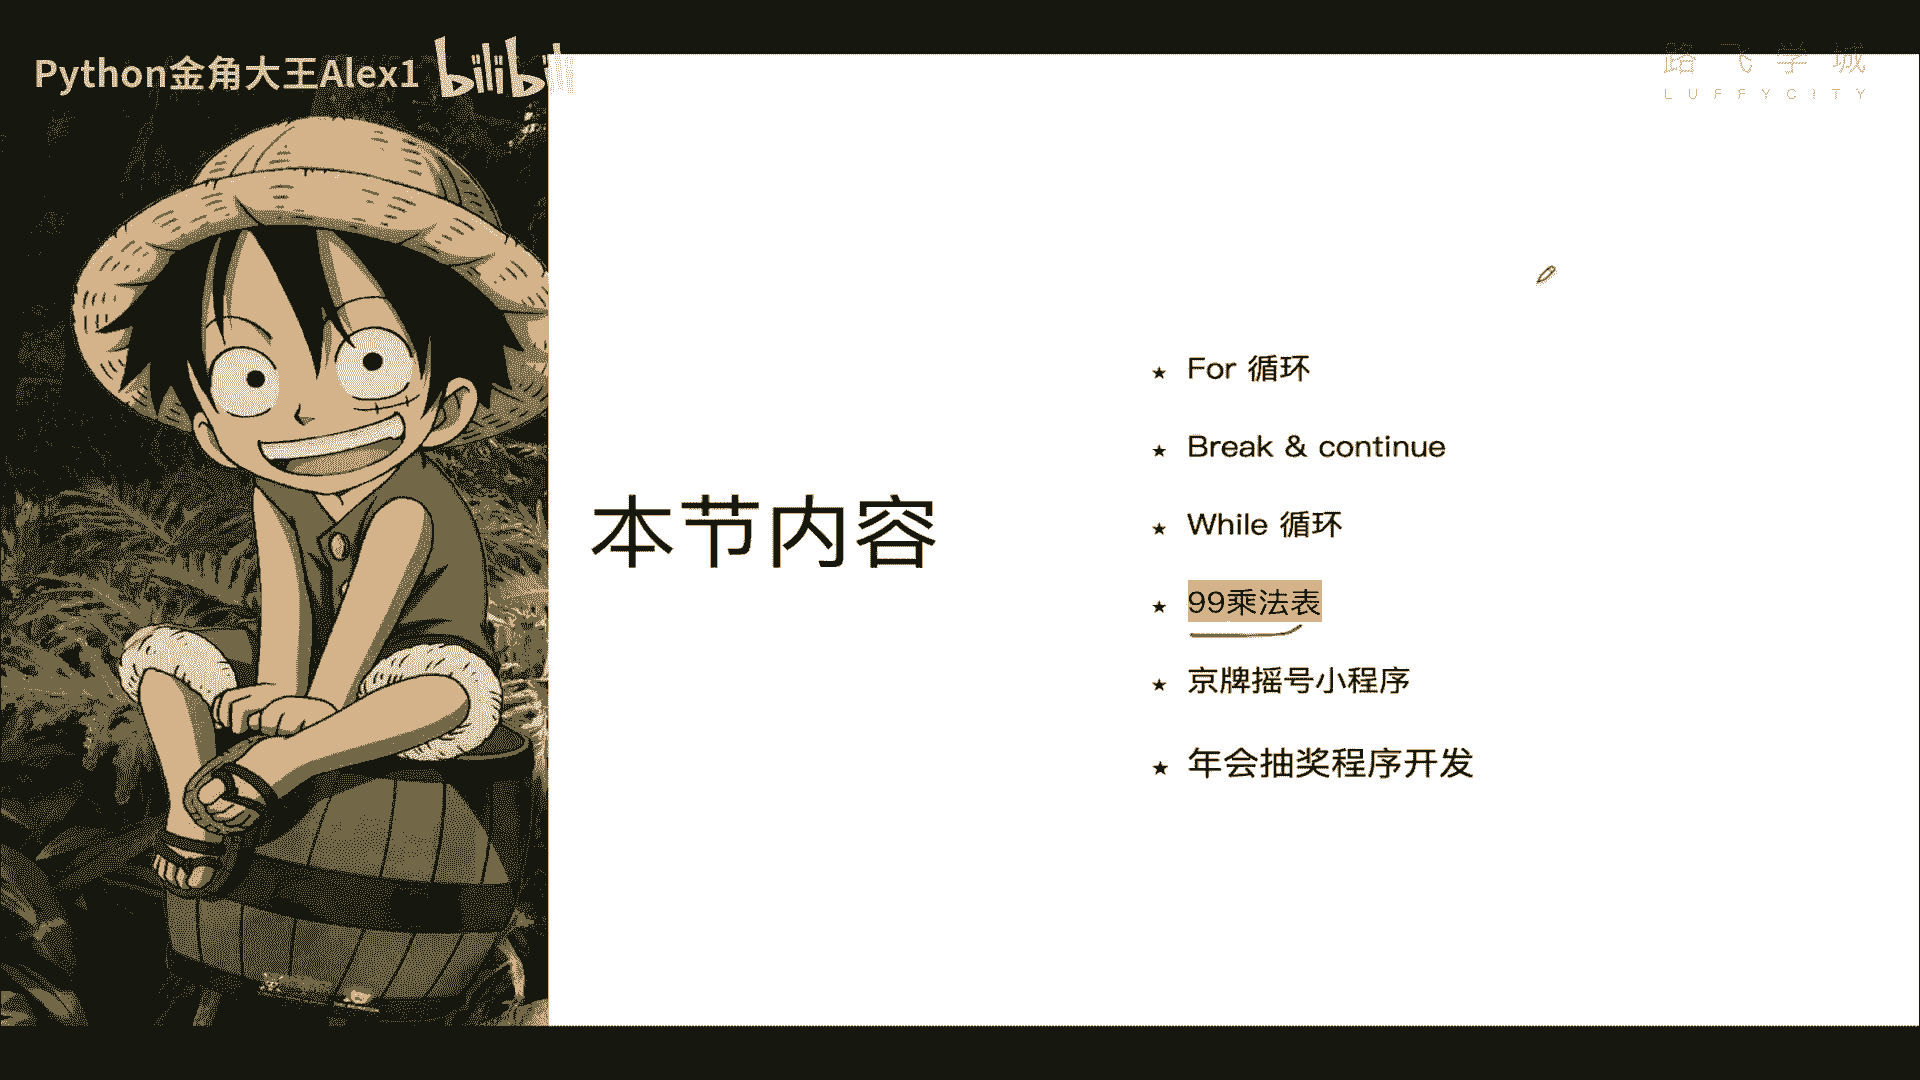 Python金角大王Alex1 bilibili
路飞学城
LUFFYCITY
本节内容
★ For 循环
★ Break & continue
★ While 循环
★ 99乘法表
★ 京牌摇号小程序
★ 年会抽奖程序开发